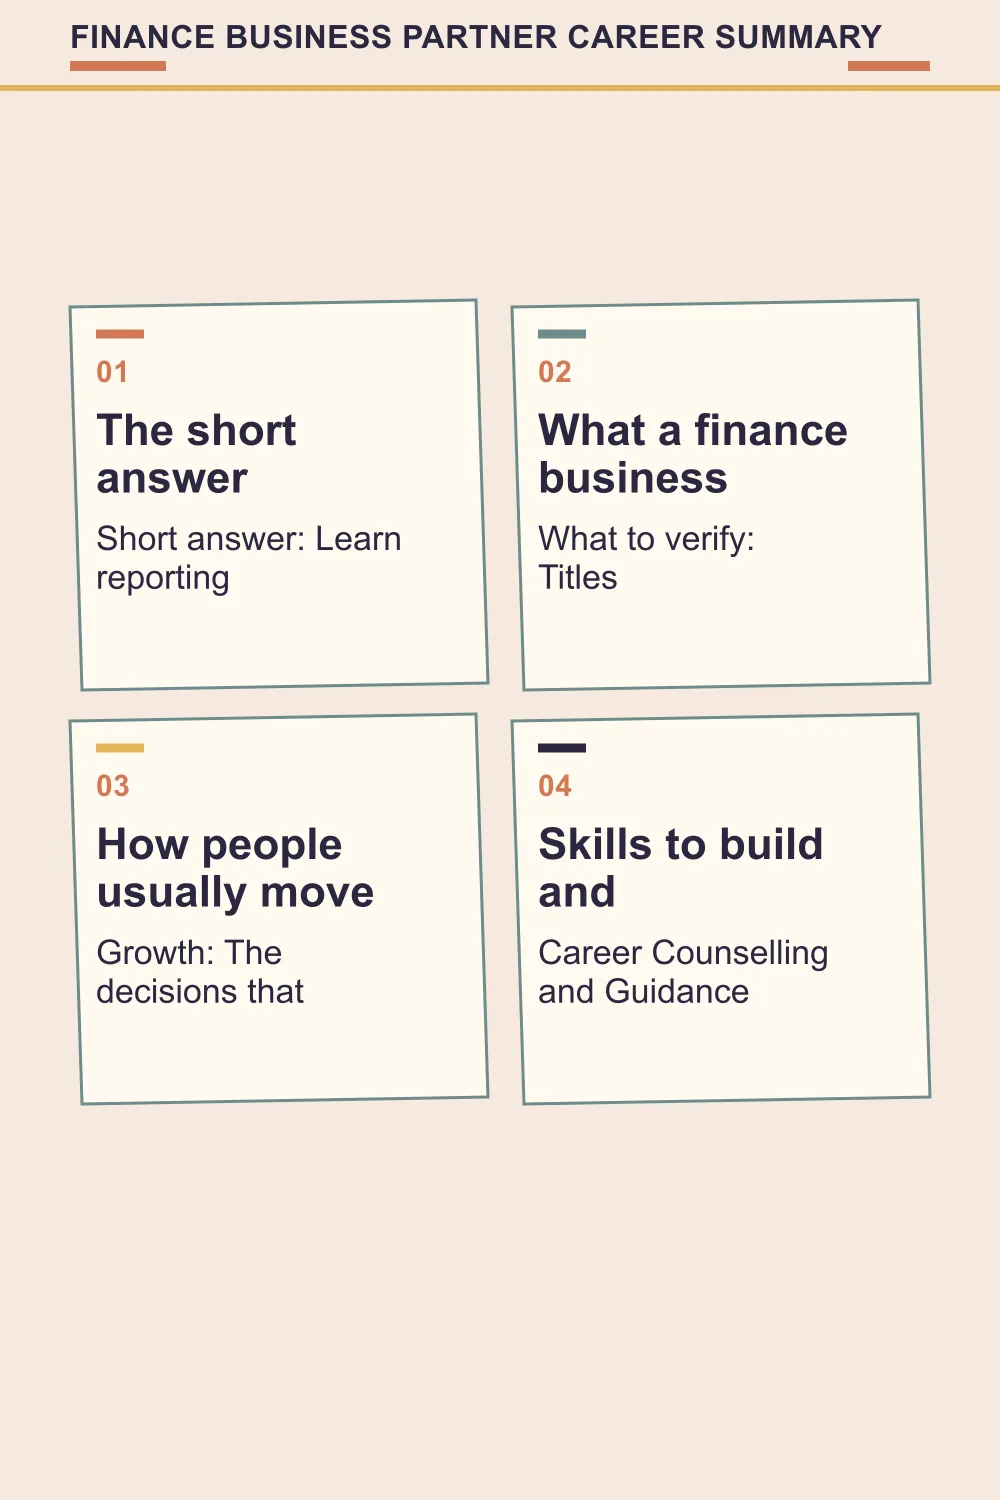 FINANCE BUSINESS PARTNER CAREER SUMMARY
01
The short
answer
Short answer: Learn
reporting
02
What a finance
business
What to verify:
Titles
03
How people
usually move
Growth: The
decisions that
04
Skills to build
and
Career Counselling
and Guidance